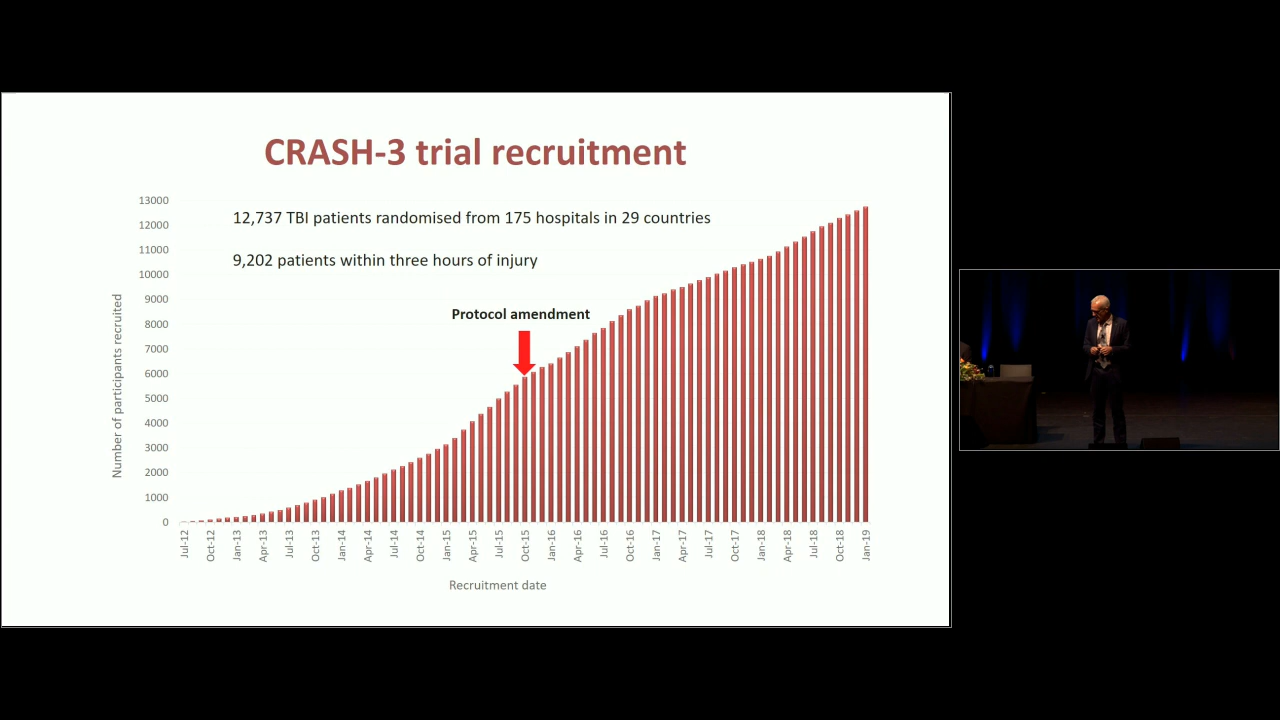 CRASH-3 trial recruitment
12,737 TBI patients randomised from 175 hospitals in 29 countries
9,202 patients within three hours of injury
Protocol amendment
Number of participants recruited
13000
12000
11000
10000
9000
8000
7000
6000
5000
4000
3000
2000
1000
0
Jul-12
Oct-12
Jan-13
Apr-13
Jul-13
Oct-13
Jan-14
Apr-14
Jul-14
Oct-14
Jan-15
Apr-15
Jul-15
Oct-15
Jan-16
Apr-16
Jul-16
Oct-16
Jan-17
Apr-17
Jul-17
Oct-17
Jan-18
Apr-18
Jul-18
Oct-18
Jan-19
Recruitment date